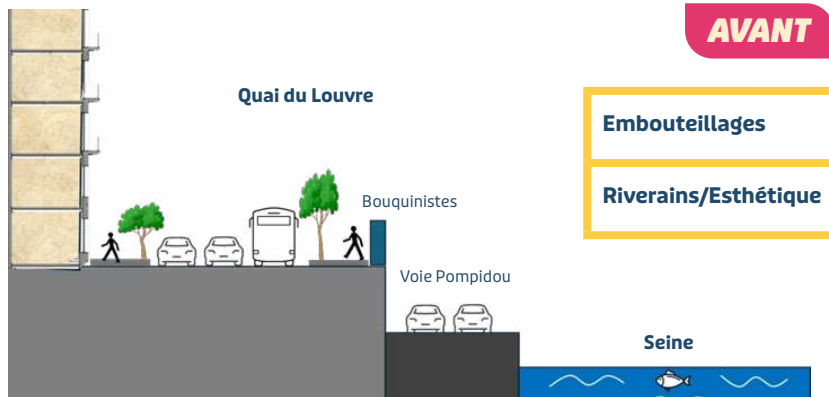 AVANT
Quai du Louvre
Embouteillages
Riverains/Esthétique
Bouquinistes
Voie Pompidou
Seine